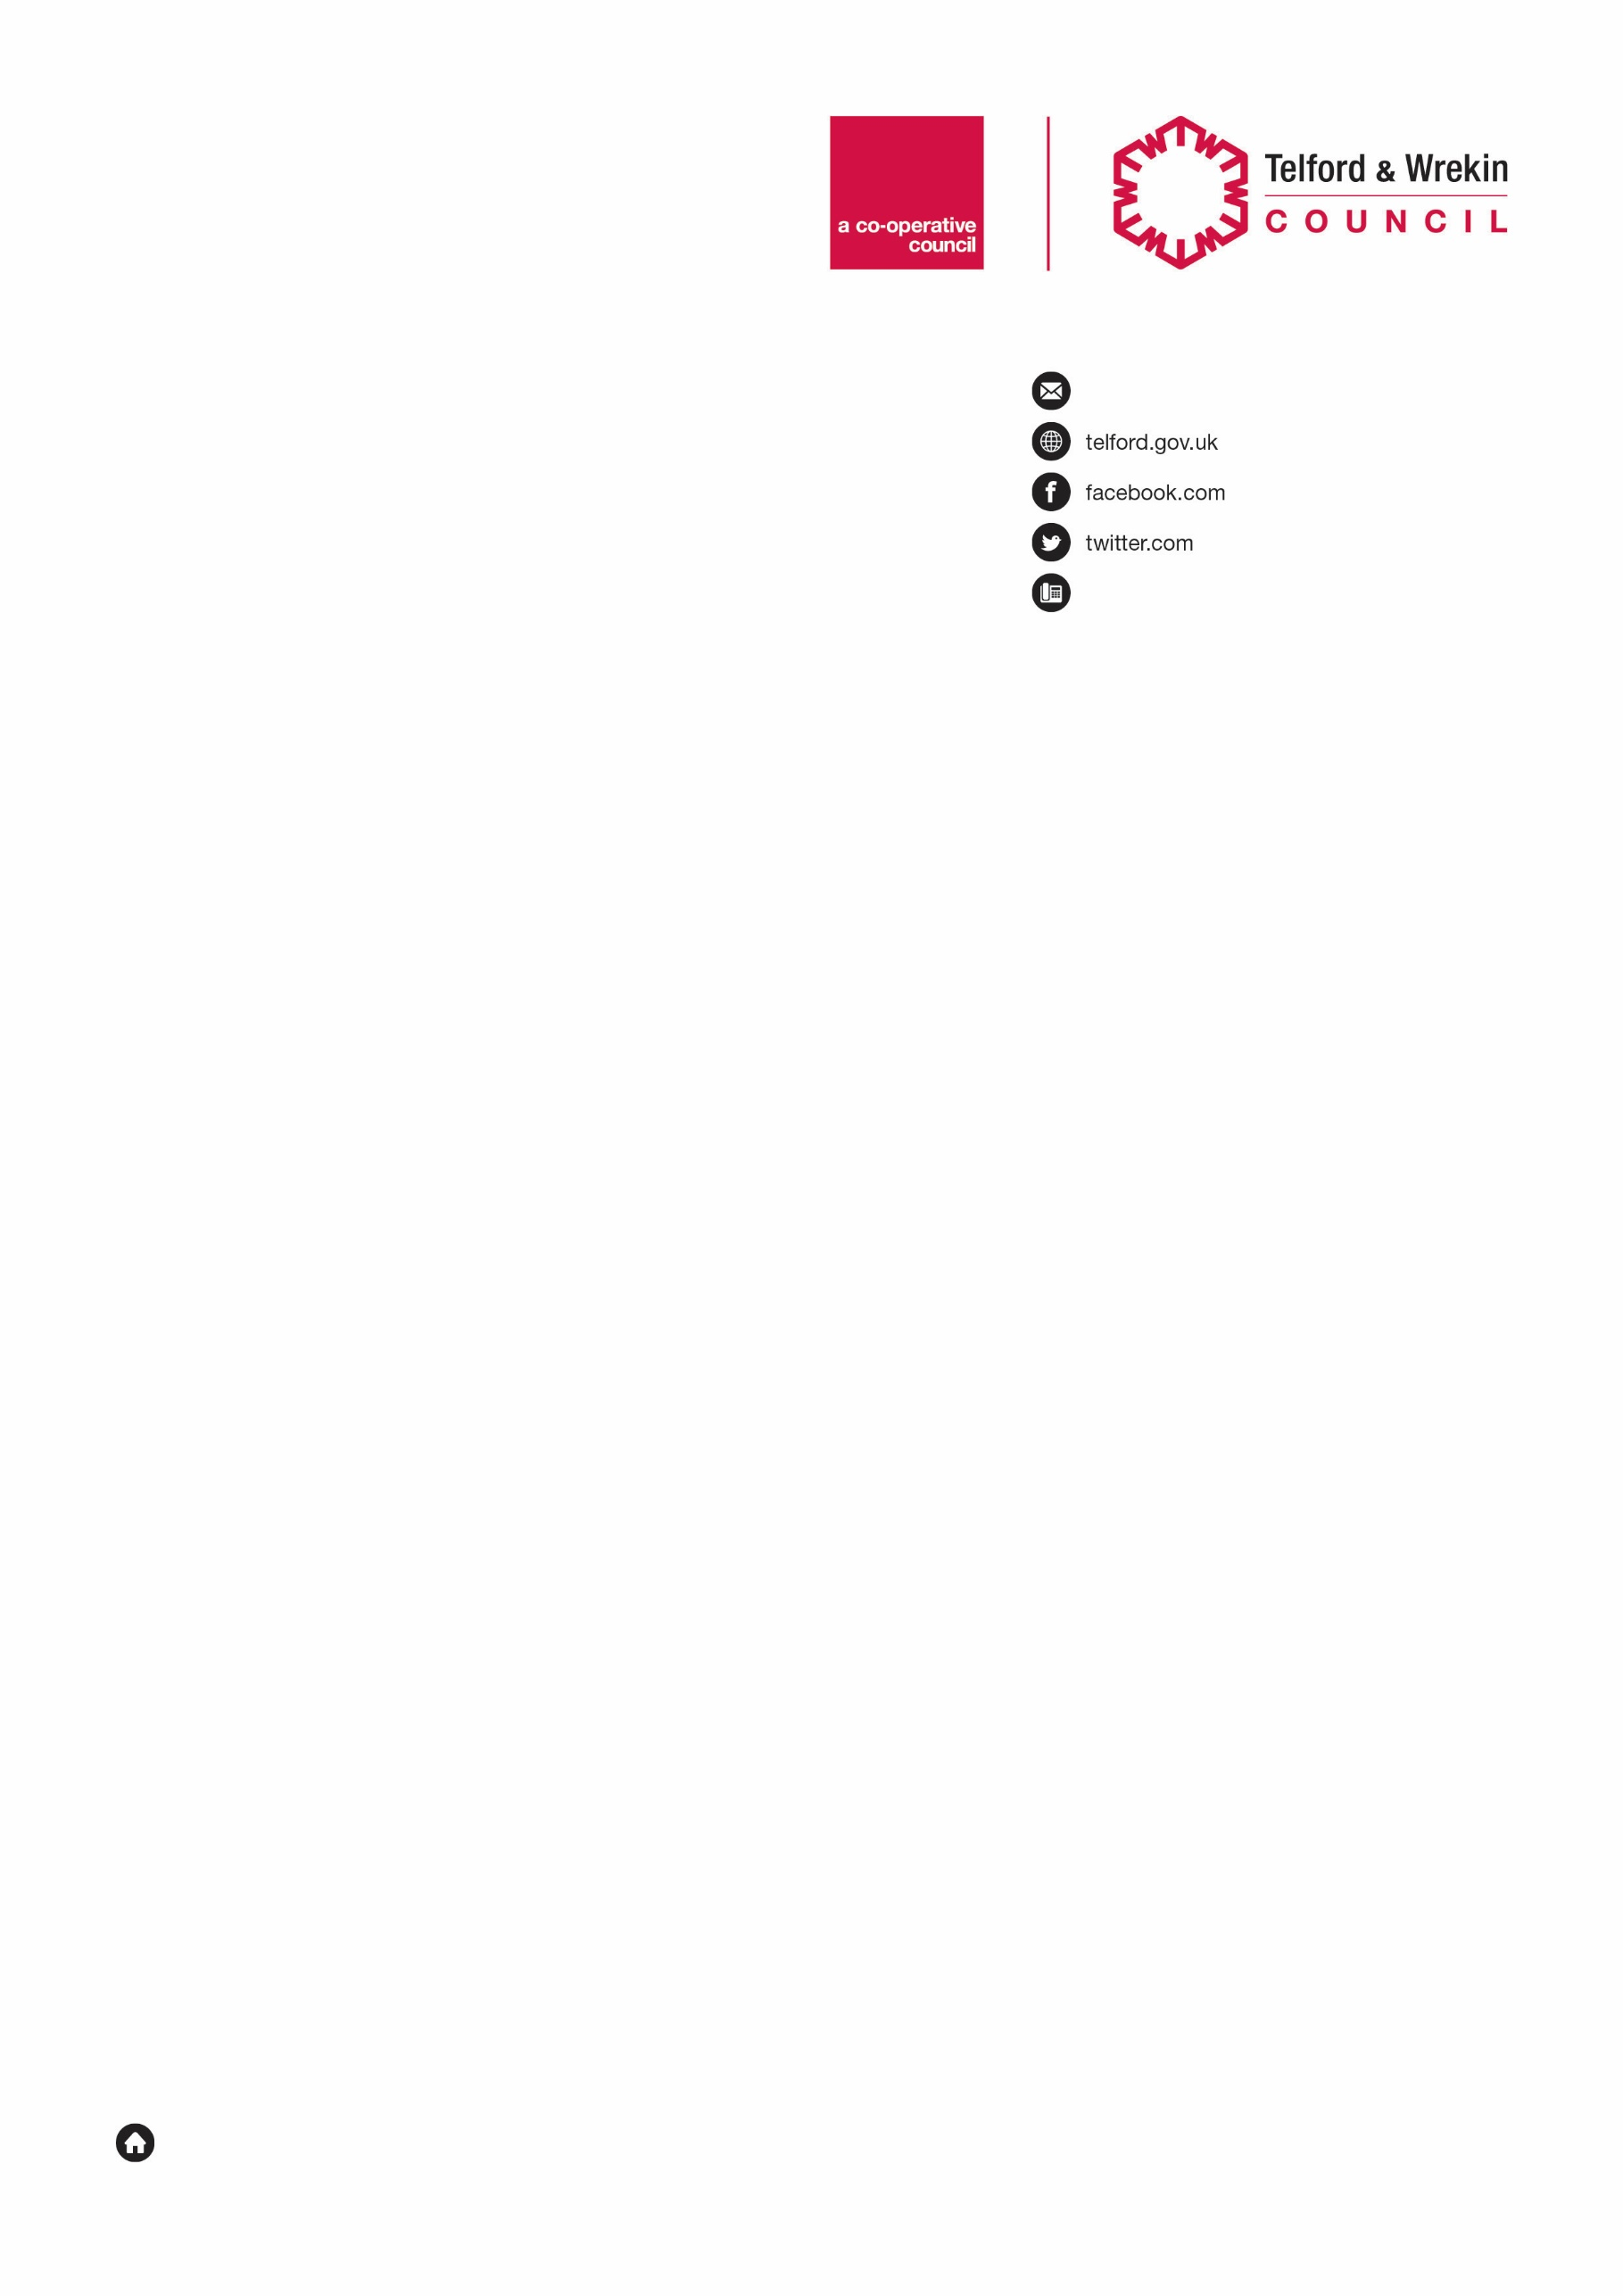 a co-operative
council
Telford & Wrekin
COUNCIL
telford.gov.uk
facebook.com
twitter.com